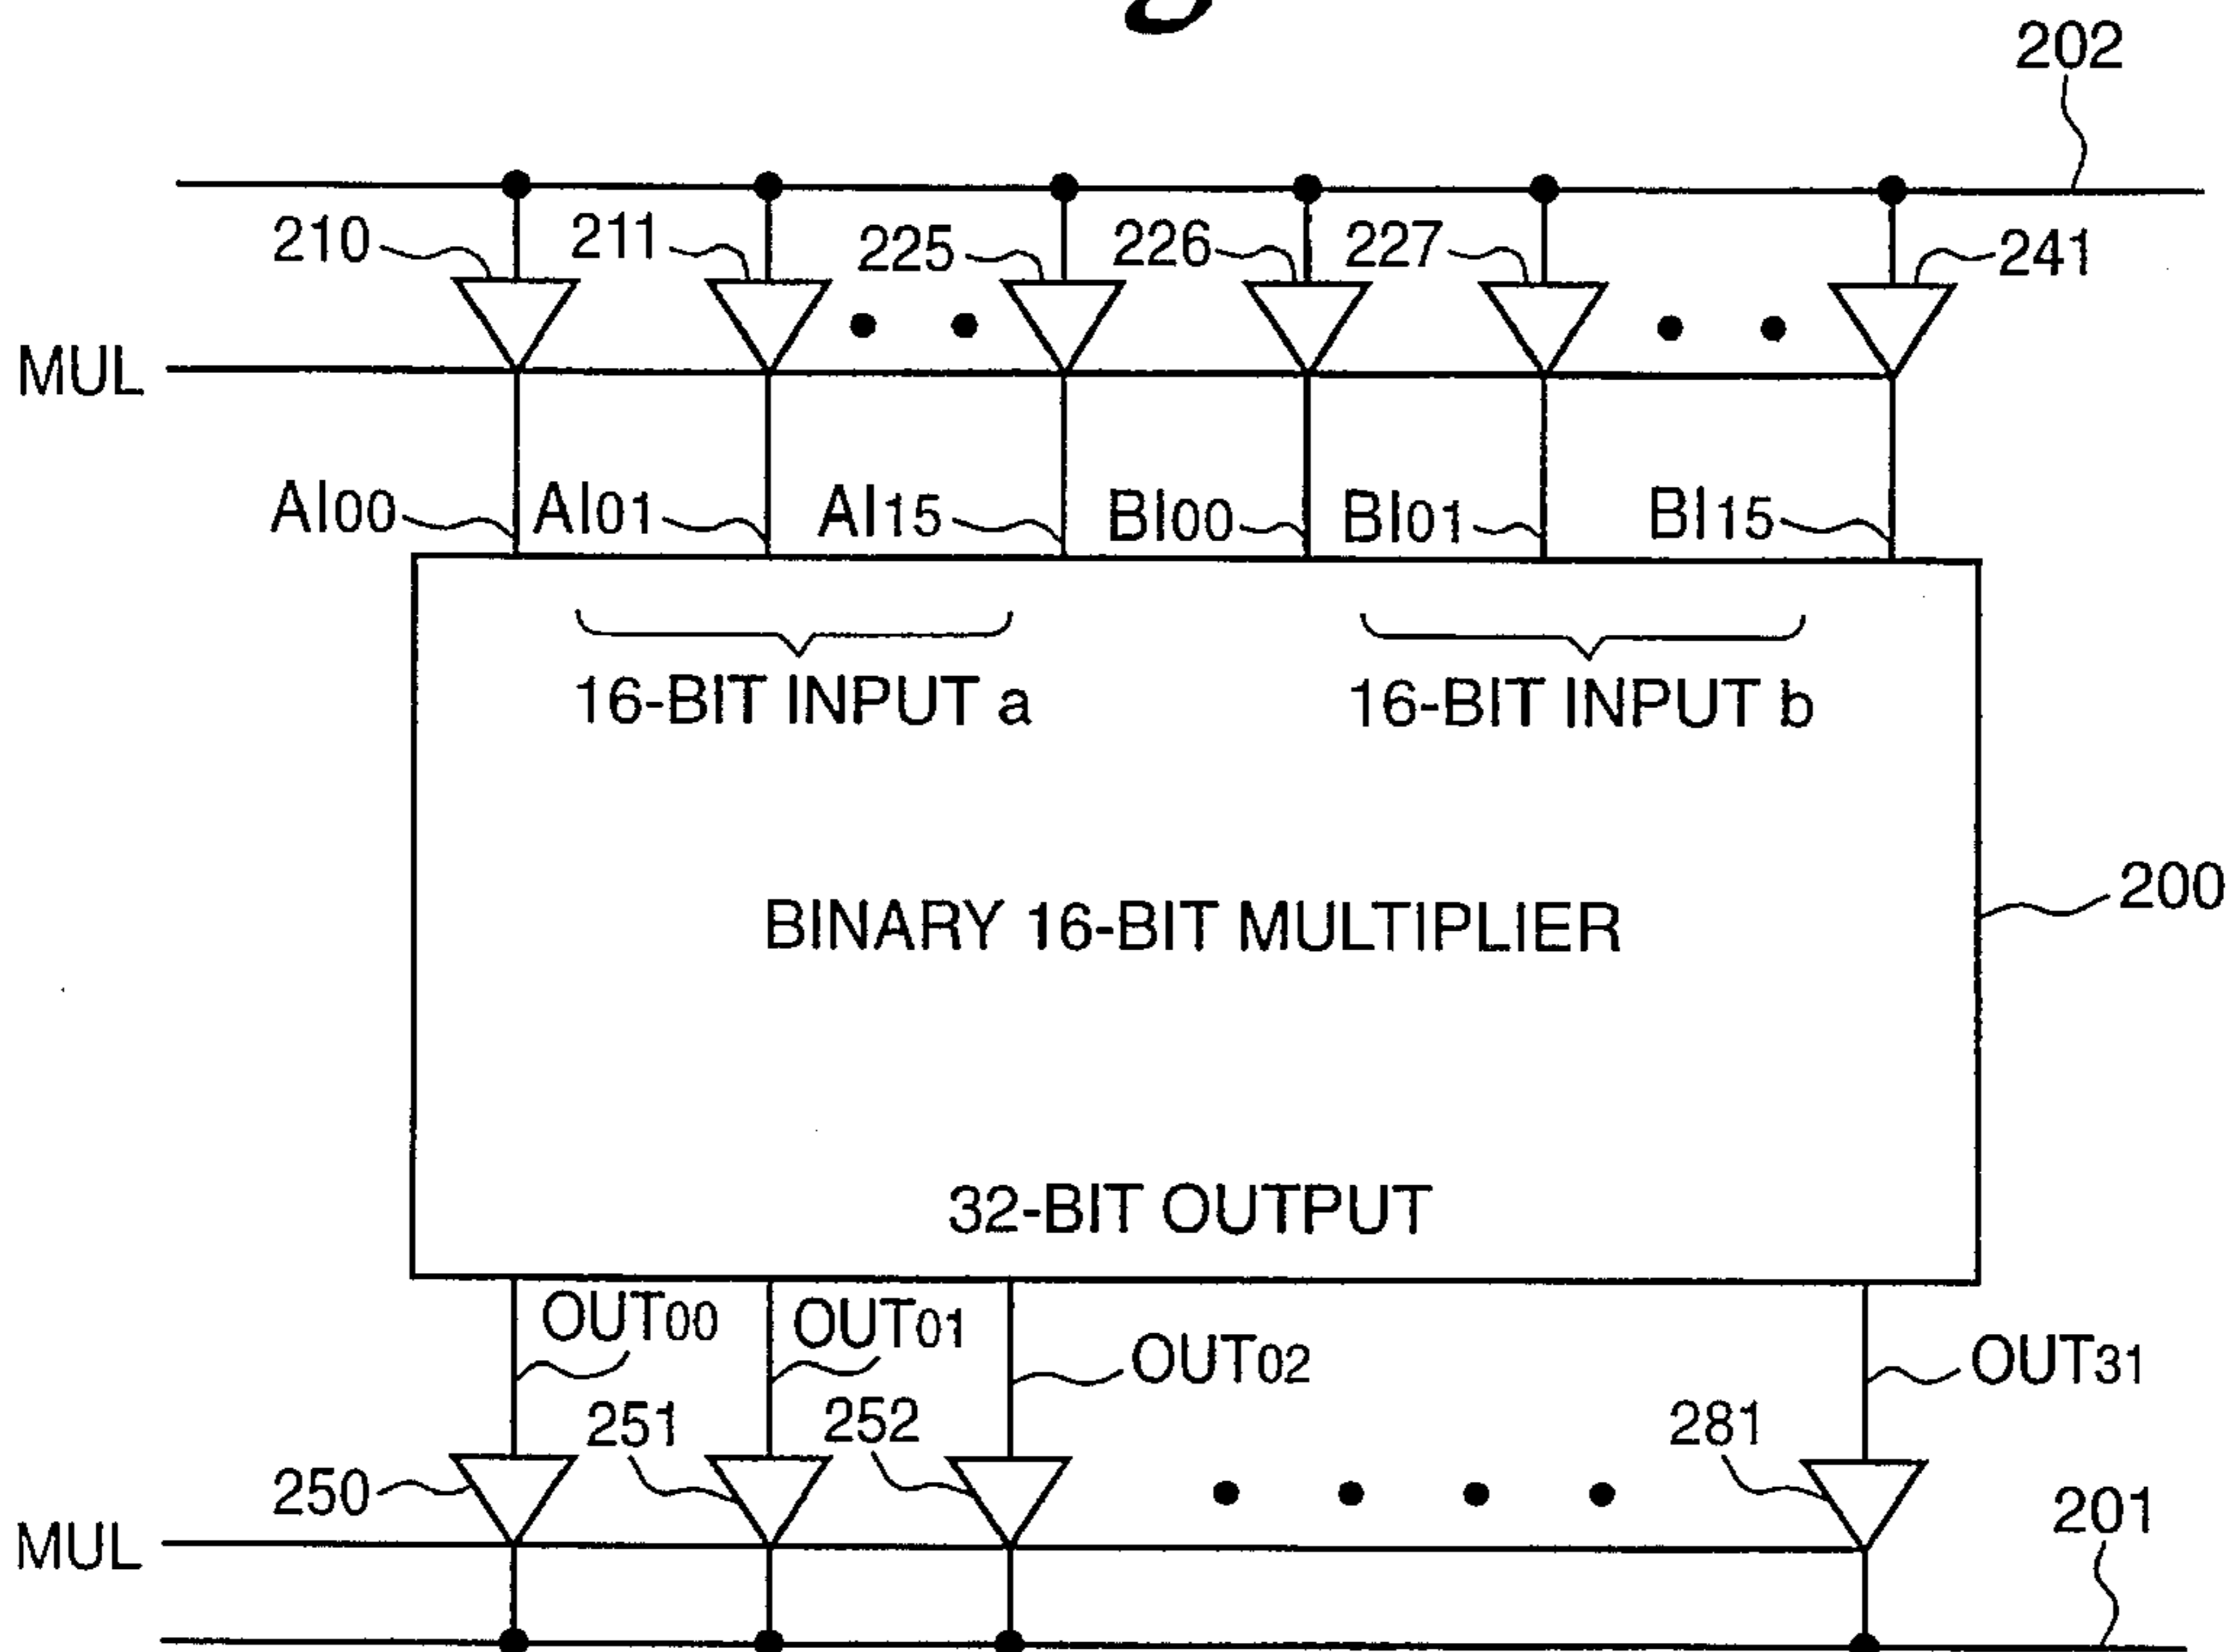 202
210 211 225 226 227 241
MUL
AI00 AI01 AI15 BI00 BI01 BI15
16-BIT INPUT a 16-BIT INPUT b
BINARY 16-BIT MULTIPLIER
200
32-BIT OUTPUT
OUT00 OUT01 OUT02 OUT31
250 251 252 281
MUL
201